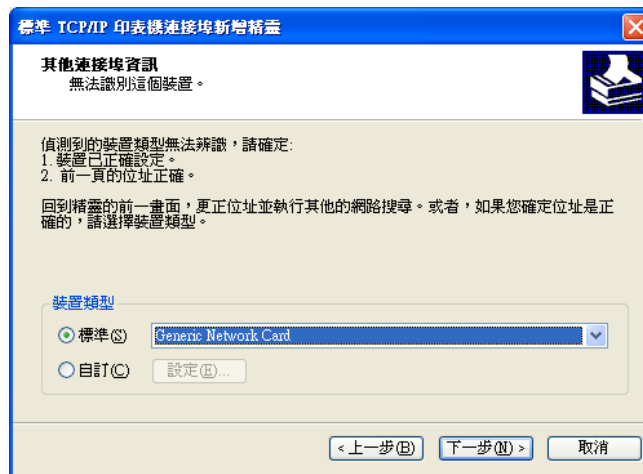 標準 TCP/IP 印表機連接埠新增精靈
其他連接埠資訊
無法識別這個裝置。
偵測到的裝置類型無法辨識，請確定:
1. 裝置已正確設定。
2. 前一頁的位址正確。
回到精靈的前一畫面，更正位址並執行其他的網路搜尋。或者，如果您確定位址是正
確的，請選擇裝置類型。
裝置類型
標準(S) Generic Network Card
自訂(C) 設定(E)...
<上一步(B) 下一步(N)> 取消